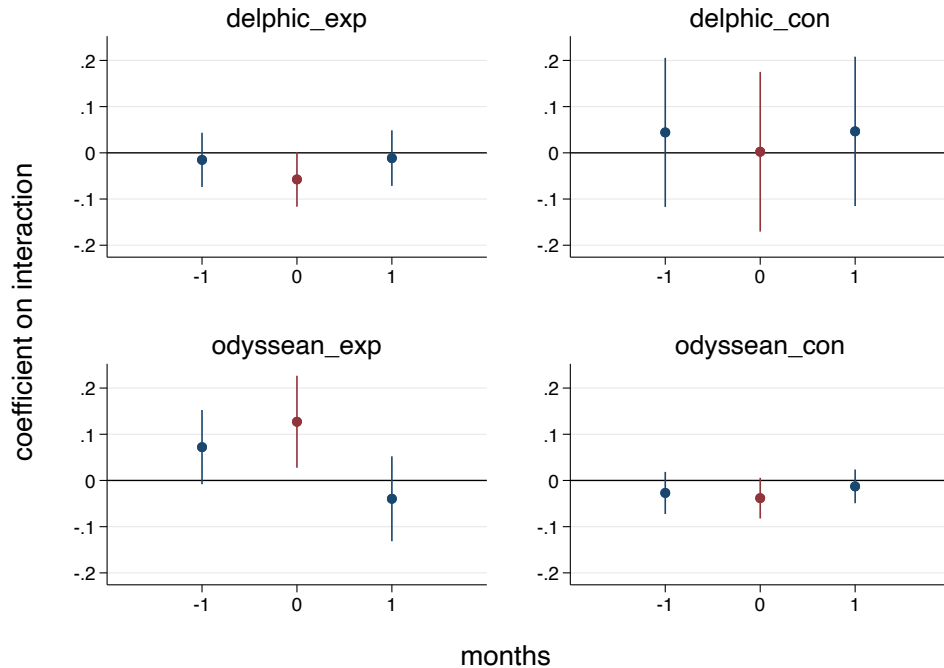 delphic_exp
.2
.1
0
-.1
-.2
-1 0 1
delphic_con
.2
.1
0
-.1
-.2
-1 0 1
odyssean_exp
.2
.1
0
-.1
-.2
-1 0 1
odyssean_con
.2
.1
0
-.1
-.2
-1 0 1
coefficient on interaction
months